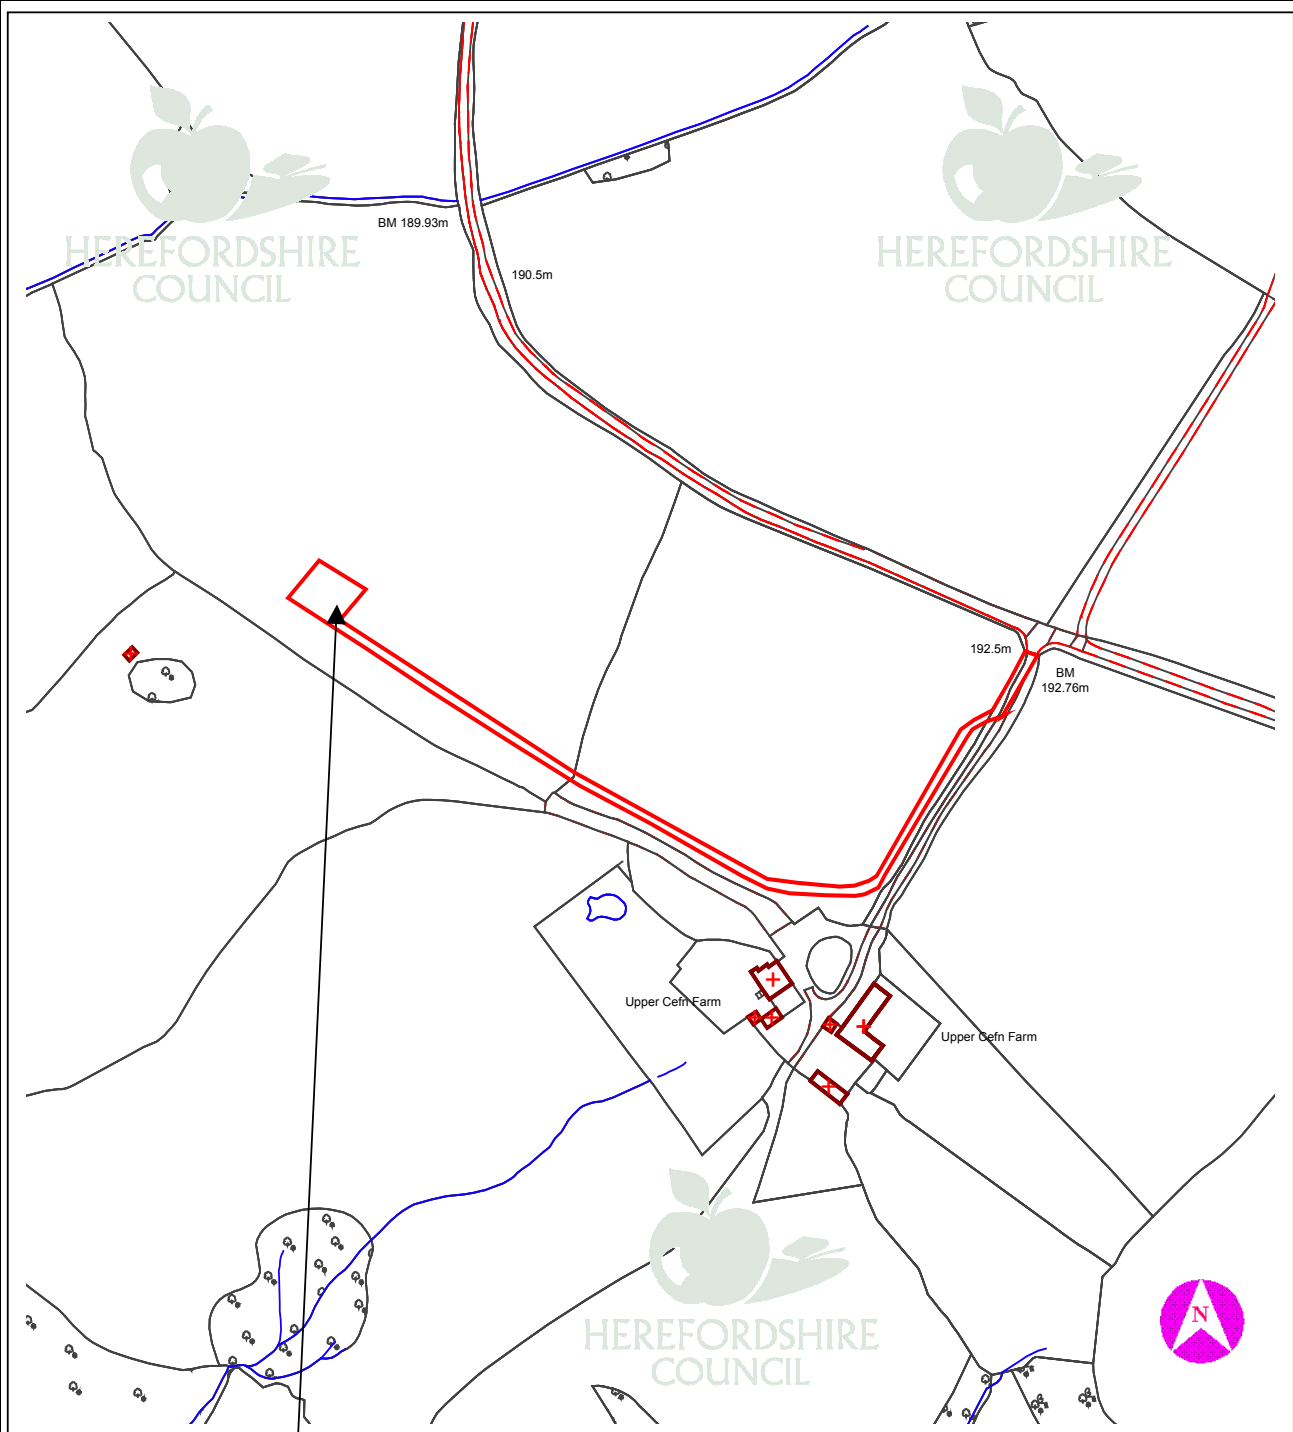 HEREFORDSHIRE
COUNCIL
HEREFORDSHIRE
COUNCIL
BM 189.93m
190.5m
192.5m
BM
192.76m
Upper Cefn Farm
Upper Cefn Farm
HEREFORDSHIRE
COUNCIL
N